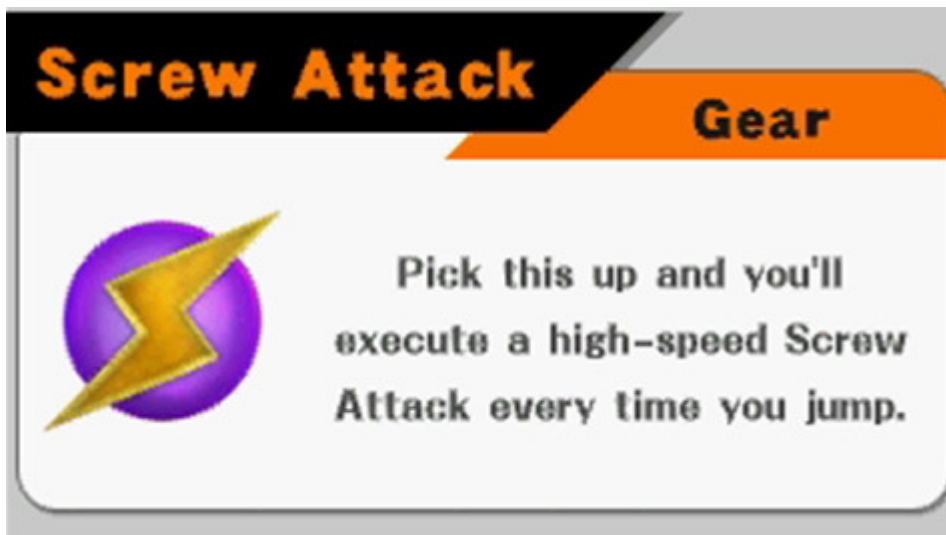 Screw Attack
Gear
Pick this up and you'll
execute a high-speed Screw
Attack every time you jump.